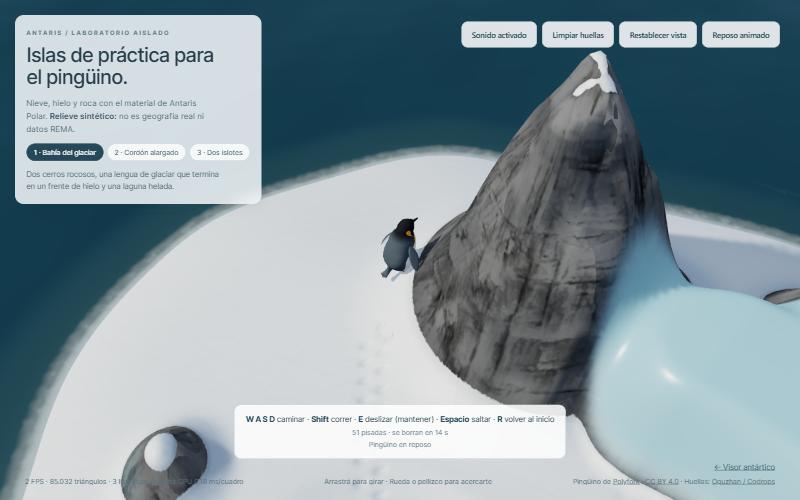 ANTARIS / LABORATORIO AISLADO
Islas de práctica para
el pingüino.
Nieve, hielo y roca con el material de Antaris
Polar. Relieve sintético: no es geografía real ni
datos REMA.
1 · Bahía del glaciar
2 · Cordón alargado
3 · Dos islotes
Dos cerros rocosos, una lengua de glaciar que termina
en un frente de hielo y una laguna helada.
Sonido activado
Limpiar huellas
Restablecer vista
Reposo animado
W A S D caminar · Shift correr · E deslizar (mantener) · Espacio saltar · R volver al inicio
51 pisadas · se borran en 14 s
Pingüino en reposo
← Visor antártico
2 FPS · 85.032 triángulos · 3 ms/cuadro
Arrastrá para girar · Rueda o pellizco para acercarte
Pingüino de Polyfork CC BY 4.0 · Huellas: Oguzhan / Codrops